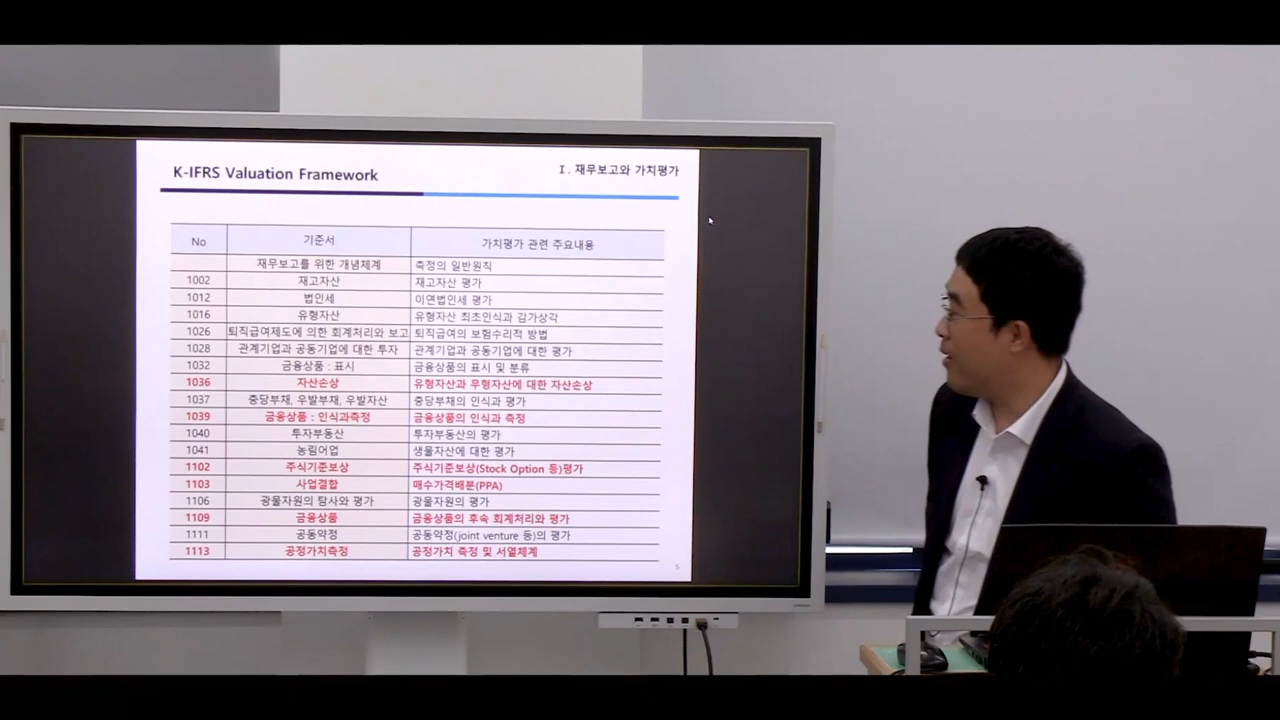 K-IFRS Valuation Framework
Ⅰ. 재무보고와 가치평가
No 기준서 가치평가 관련 주요내용
재무보고를 위한 개념체계 측정의 일반원칙
1002 재고자산 재고자산 평가
1012 법인세 이연법인세 평가
1016 유형자산 유형자산 최초인식과 감가상각
1026 퇴직급여제도에 의한 회계처리와 보고 퇴직급여의 보험수리적 방법
1028 관계기업과 공동기업에 대한 투자 관계기업과 공동기업에 대한 평가
1032 금융상품 : 표시 금융상품의 표시 및 분류
1036 자산손상 유형자산과 무형자산에 대한 자산손상
1037 충당부채, 우발부채, 우발자산 충당부채의 인식과 평가
1039 금융상품 : 인식과측정 금융상품의 인식과 측정
1040 투자부동산 투자부동산의 평가
1041 농림어업 생물자산에 대한 평가
1102 주식기준보상 주식기준보상(Stock Option 등)평가
1103 사업결합 매수가격배분(PPA)
1106 광물자원의 탐사와 평가 광물자원의 평가
1109 금융상품 금융상품의 후속 회계처리와 평가
1111 공동약정 공동약정(joint venture 등)의 평가
1113 공정가치측정 공정가치 측정 및 서열체계
5